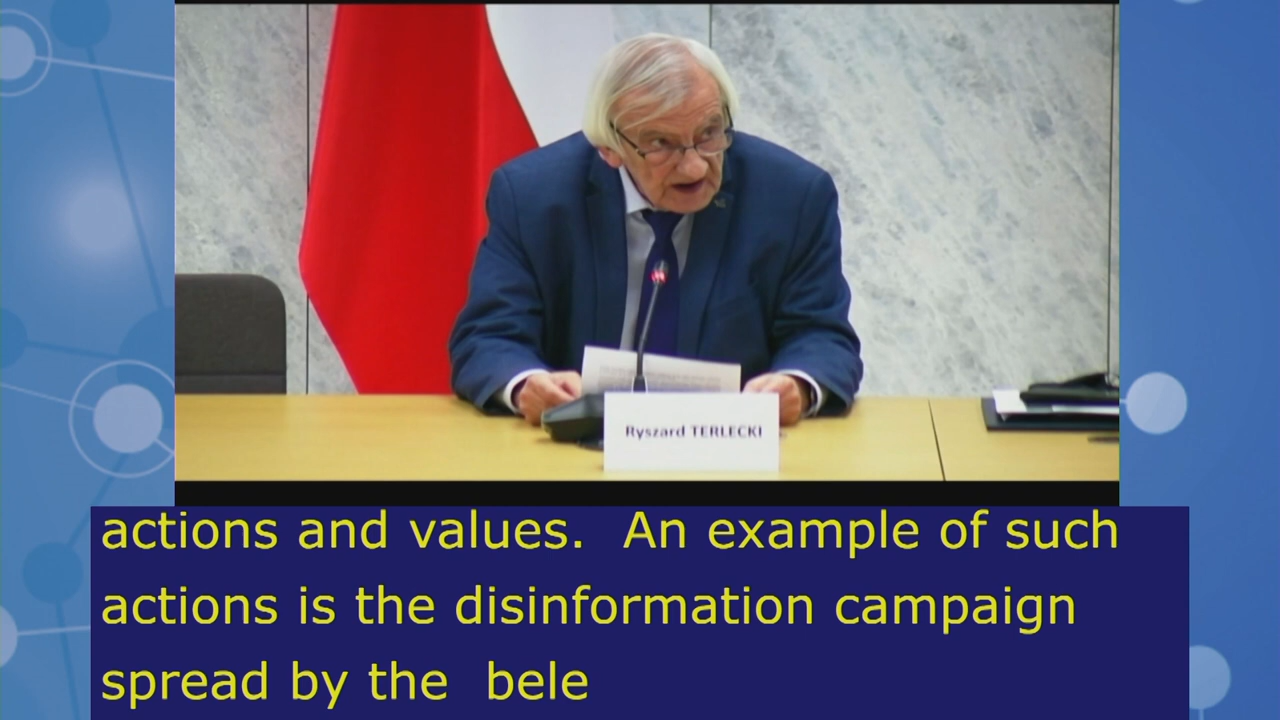 Ryszard TERLECKI
actions and values. An example of such
actions is the disinformation campaign
spread by the bele